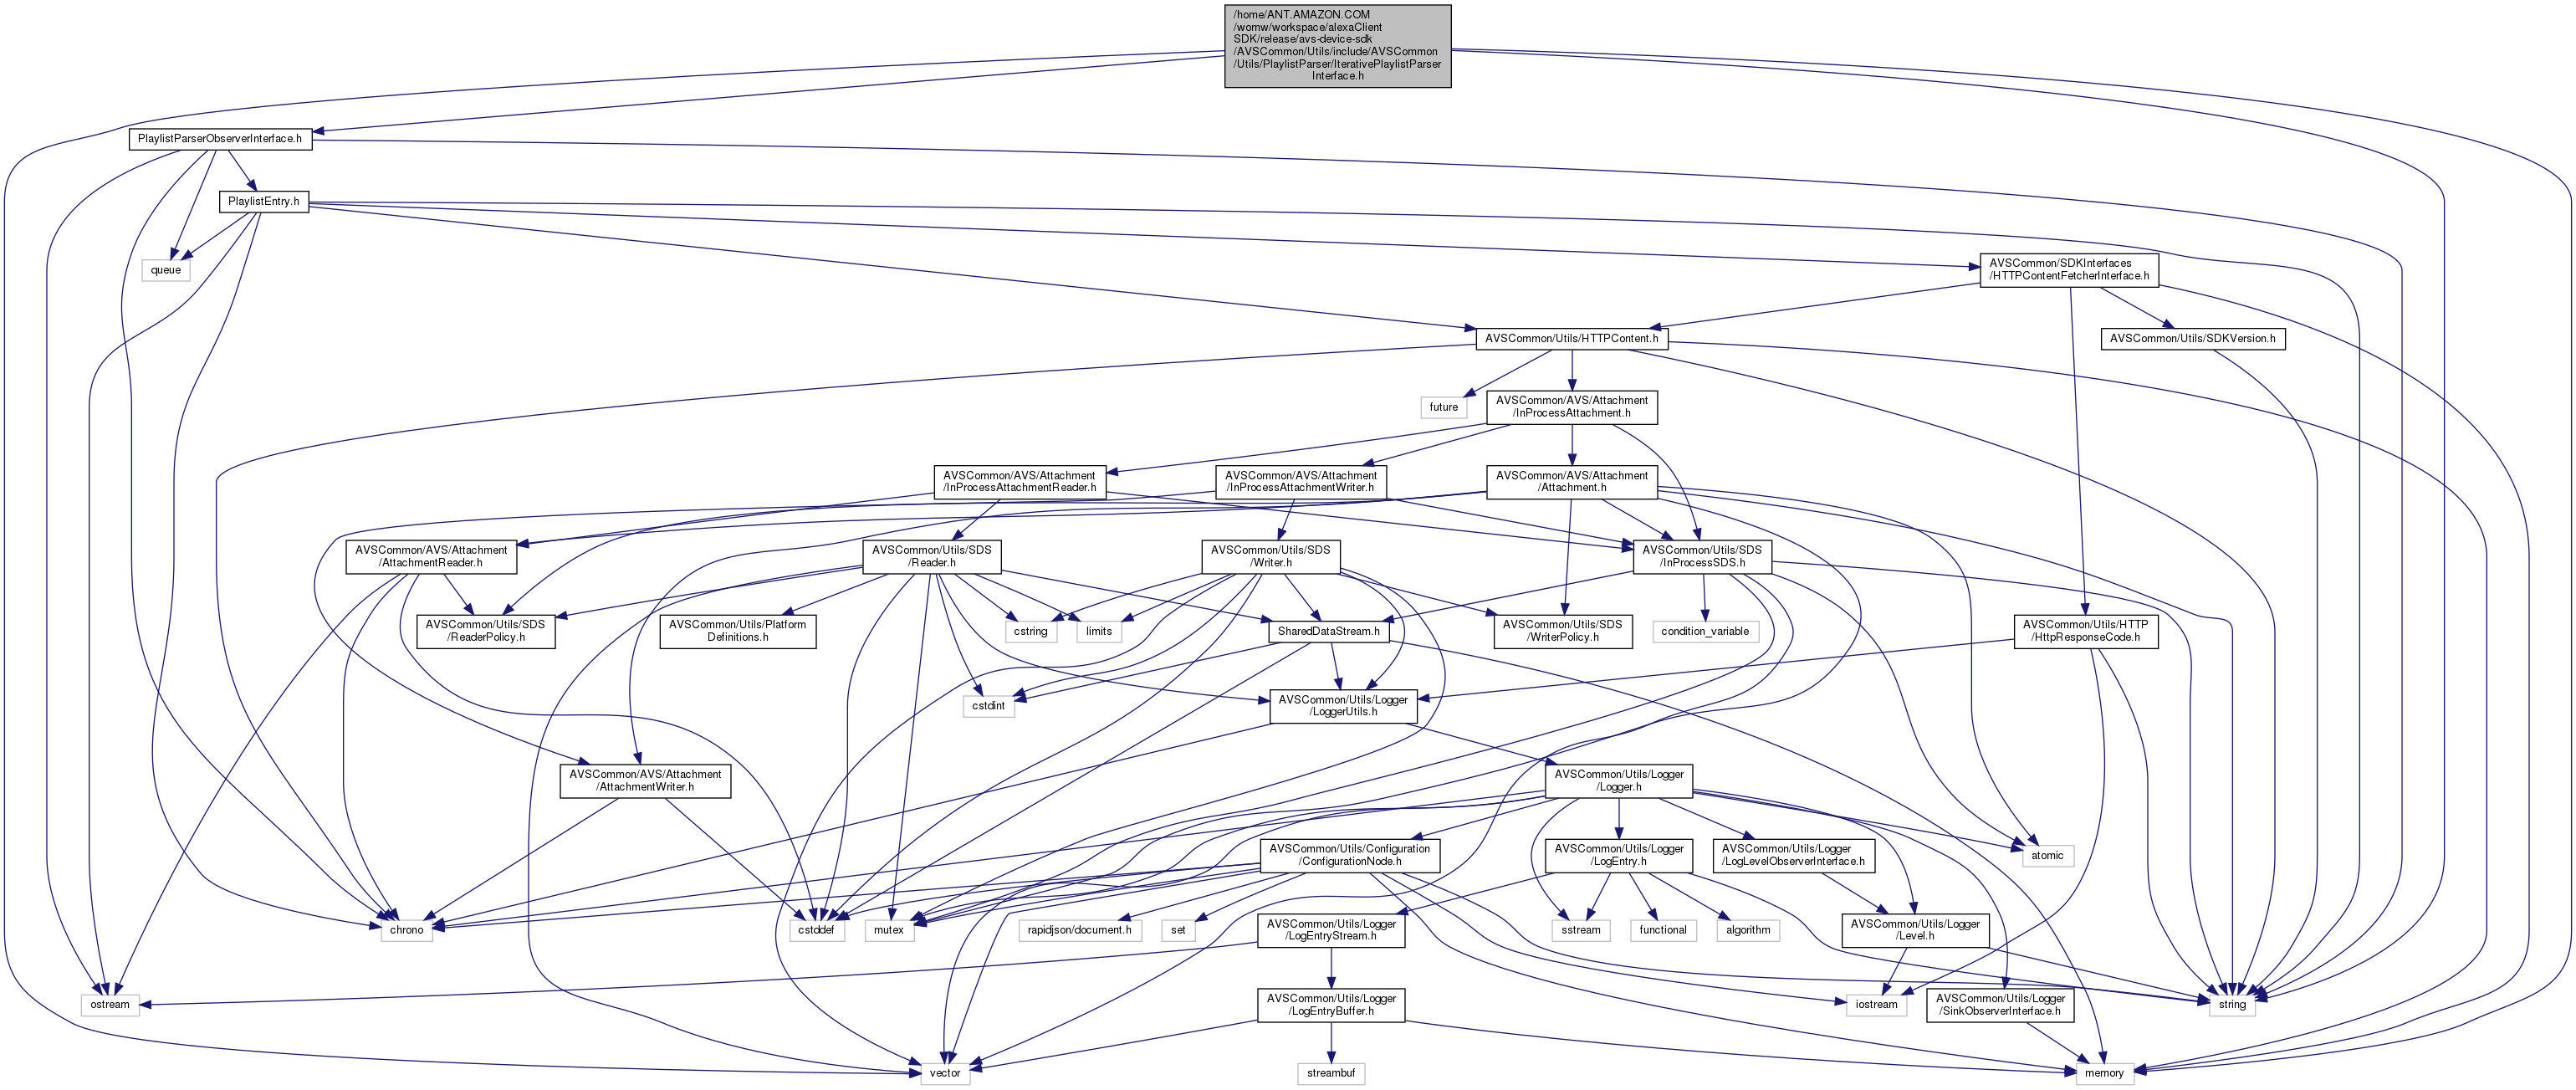 /home/ANT.AMAZON.COM
/womw/workspace/alexaClient
SDK/release/avs-device-sdk
/AVSCommon/Utils/include/AVSCommon
/Utils/PlaylistParser/IterativePlaylistParser
Interface.h
PlaylistParserObserverInterface.h
PlaylistEntry.h
queue
AVSCommon/SDKInterfaces
/HTTPContentFetcherInterface.h
AVSCommon/Utils/HTTPContent.h
AVSCommon/Utils/SDKVersion.h
future
AVSCommon/AVS/Attachment
/InProcessAttachment.h
AVSCommon/AVS/Attachment
/InProcessAttachmentReader.h
AVSCommon/AVS/Attachment
/InProcessAttachmentWriter.h
AVSCommon/AVS/Attachment
/Attachment.h
AVSCommon/AVS/Attachment
/AttachmentReader.h
AVSCommon/Utils/SDS
/Reader.h
AVSCommon/Utils/SDS
/Writer.h
AVSCommon/Utils/SDS
/InProcessSDS.h
AVSCommon/Utils/SDS
/ReaderPolicy.h
AVSCommon/Utils/Platform
Definitions.h
cstring
limits
SharedDataStream.h
AVSCommon/Utils/SDS
/WriterPolicy.h
condition_variable
AVSCommon/Utils/HTTP
/HttpResponseCode.h
cstdint
AVSCommon/Utils/Logger
/LoggerUtils.h
AVSCommon/AVS/Attachment
/AttachmentWriter.h
AVSCommon/Utils/Logger
/Logger.h
AVSCommon/Utils/Configuration
/ConfigurationNode.h
AVSCommon/Utils/Logger
/LogEntry.h
AVSCommon/Utils/Logger
/LogLevelObserverInterface.h
atomic
chrono
cstddef
mutex
rapidjson/document.h
set
AVSCommon/Utils/Logger
/LogEntryStream.h
sstream
functional
algorithm
AVSCommon/Utils/Logger
/Level.h
ostream
AVSCommon/Utils/Logger
/LogEntryBuffer.h
iostream
AVSCommon/Utils/Logger
/SinkObserverInterface.h
string
vector
streambuf
memory